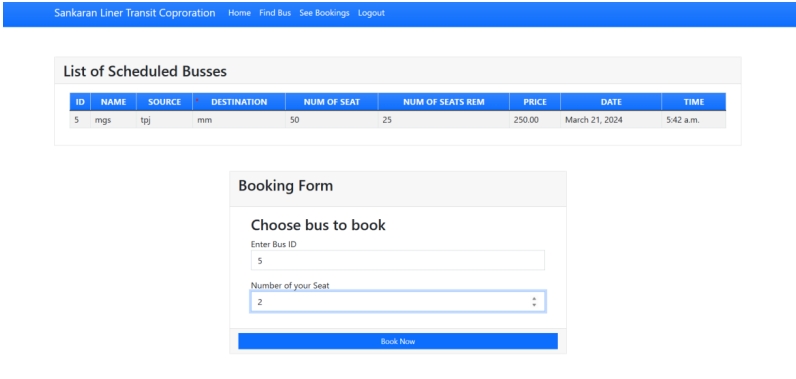 Sankaran Liner Transit Coproration Home Find Bus See Bookings Logout
List of Scheduled Busses
ID NAME SOURCE DESTINATION NUM OF SEAT NUM OF SEATS REM PRICE DATE TIME
5 mgs tpj mm 50 25 250.00 March 21, 2024 5:42 a.m.
Booking Form
Choose bus to book
Enter Bus ID
5
Number of your Seat
2
Book Now